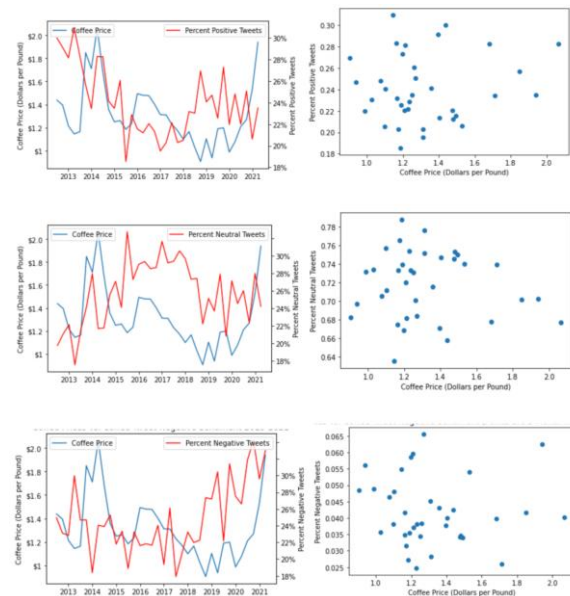 Coffee Price
Percent Positive Tweets
$2.0
$1.8
$1.6
$1.4
$1.2
$1
Coffee Price (Dollars per Pound)
30%
28%
26%
24%
22%
20%
18%
Percent Positive Tweets
2013 2014 2015 2016 2017 2018 2019 2020 2021
0.30
0.28
0.26
0.24
0.22
0.20
0.18
Percent Positive Tweets
1.0 1.2 1.4 1.6 1.8 2.0
Coffee Price (Dollars per Pound)
Coffee Price
Percent Neutral Tweets
$2.0
$1.8
$1.6
$1.4
$1.2
$1
Coffee Price (Dollars per Pound)
30%
28%
26%
24%
22%
20%
18%
Percent Neutral Tweets
2013 2014 2015 2016 2017 2018 2019 2020 2021
0.78
0.76
0.74
0.72
0.70
0.68
0.66
0.64
Percent Neutral Tweets
1.0 1.2 1.4 1.6 1.8 2.0
Coffee Price (Dollars per Pound)
Coffee Price
Percent Negative Tweets
$2.0
$1.8
$1.6
$1.4
$1.2
$1
Coffee Price (Dollars per Pound)
30%
28%
26%
24%
22%
20%
18%
Percent Negative Tweets
2013 2014 2015 2016 2017 2018 2019 2020 2021
0.065
0.060
0.055
0.050
0.045
0.040
0.035
0.030
0.025
Percent Negative Tweets
1.0 1.2 1.4 1.6 1.8 2.0
Coffee Price (Dollars per Pound)